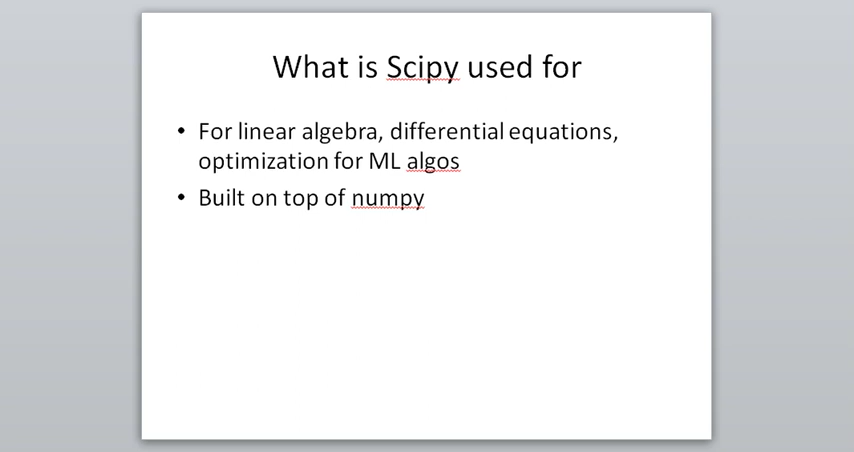 What is Scipy used for
• For linear algebra, differential equations,
optimization for ML algos
• Built on top of numpy